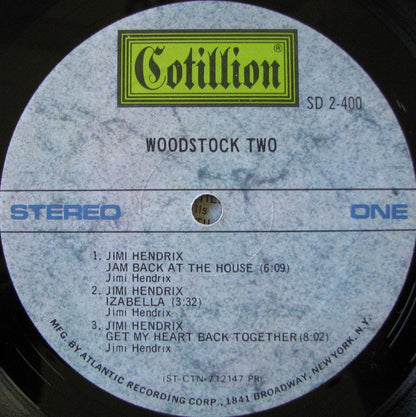 Cotillion®
SD 2-400
WOODSTOCK TWO
STEREO ONE
1. JIMI HENDRIX
JAM BACK AT THE HOUSE (6:09)
Jimi Hendrix
2. JIMI HENDRIX
IZABELLA (3:32)
Jimi Hendrix
3. JIMI HENDRIX
GET MY HEART BACK TOGETHER (8:02)
Jimi Hendrix
(ST-CTN-712147 PR)
MFG. BY ATLANTIC RECORDING CORP., 1841 BROADWAY, NEW YORK, N.Y.